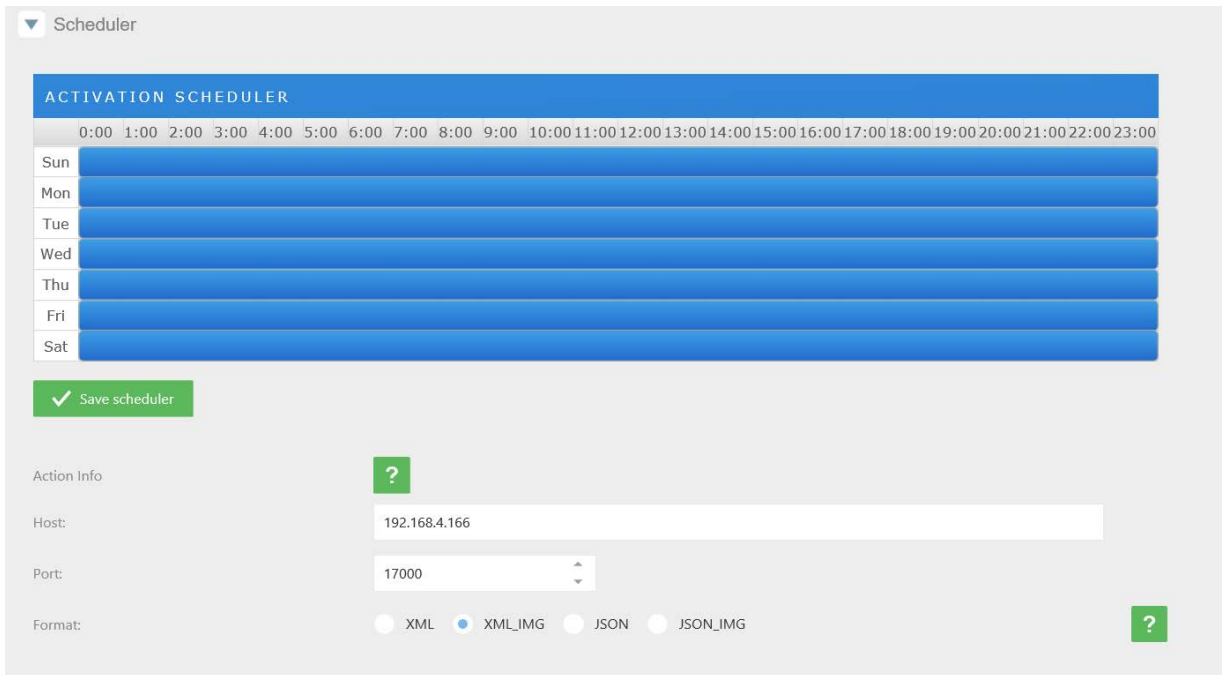 Scheduler
ACTIVATION SCHEDULER
0:00 1:00 2:00 3:00 4:00 5:00 6:00 7:00 8:00 9:00 10:00 11:00 12:00 13:00 14:00 15:00 16:00 17:00 18:00 19:00 20:00 21:00 22:00 23:00
Sun
Mon
Tue
Wed
Thu
Fri
Sat
Save scheduler
Action Info ?
Host: 192.168.4.166
Port: 17000
Format: XML XML_IMG JSON JSON_IMG ?